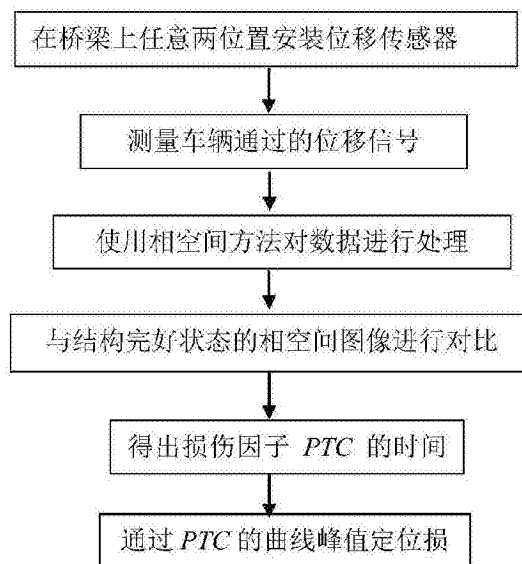 在桥梁上任意两位置安装位移传感器
测量车辆通过的位移信号
使用相空间方法对数据进行处理
与结构完好状态的相空间图像进行对比
得出损伤因子 PTC 的时间
通过 PTC 的曲线峰值定位损